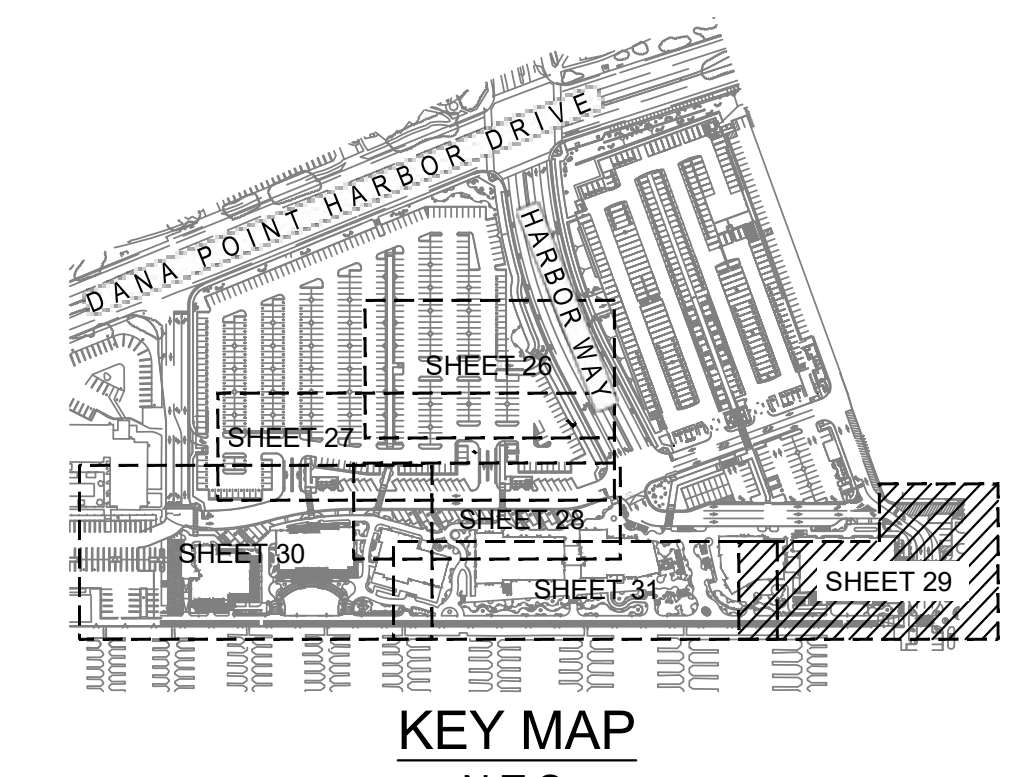 DANA POINT HARBOR DRIVE
HARBOR WAY
SHEET 26
SHEET 27
SHEET 28
SHEET 30
SHEET 31
SHEET 29
KEY MAP